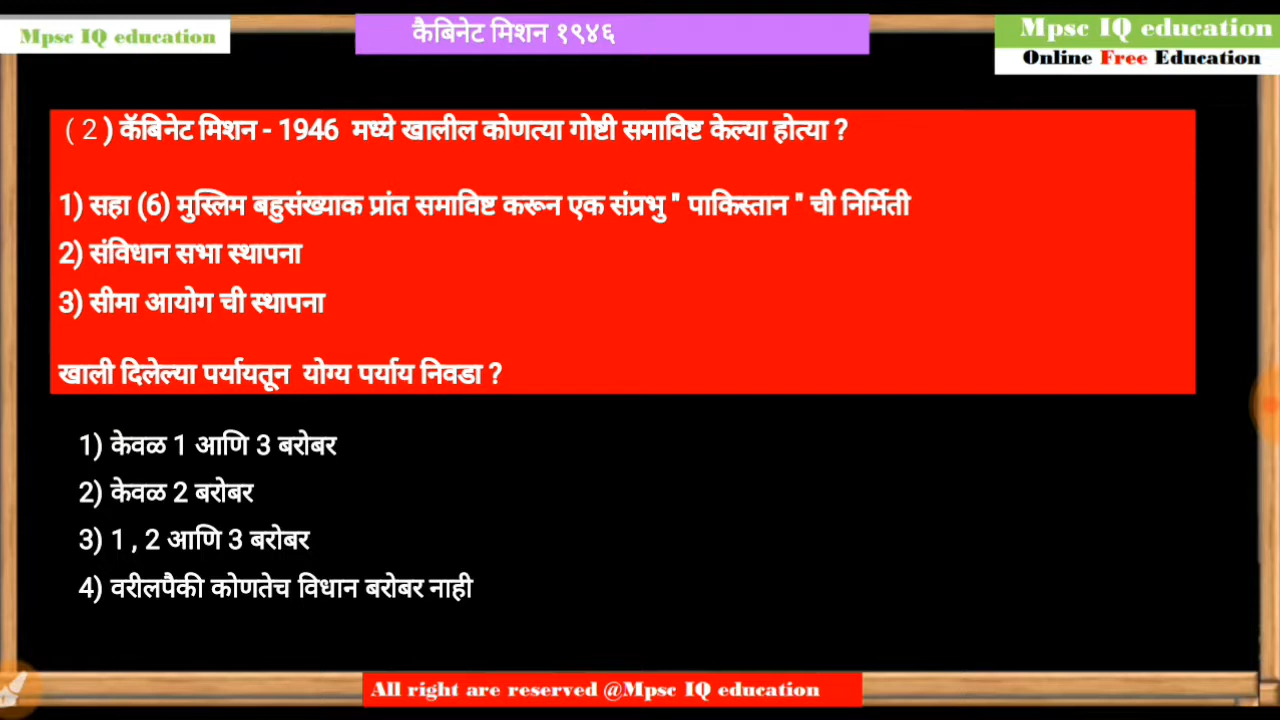 Mpsc IQ education
कैबिनेट मिशन १९४६
Mpsc IQ education
Online Free Education
( 2 ) कॅबिनेट मिशन - 1946 मध्ये खालील कोणत्या गोष्टी समाविष्ट केल्या होत्या ?
1) सहा (6) मुस्लिम बहुसंख्याक प्रांत समाविष्ट करून एक संप्रभु " पाकिस्तान " ची निर्मिती
2) संविधान सभा स्थापना
3) सीमा आयोग ची स्थापना
खाली दिलेल्या पर्यायतून योग्य पर्याय निवडा ?
1) केवळ 1 आणि 3 बरोबर
2) केवळ 2 बरोबर
3) 1 , 2 आणि 3 बरोबर
4) वरीलपैकी कोणतेच विधान बरोबर नाही
All right are reserved @Mpsc IQ education